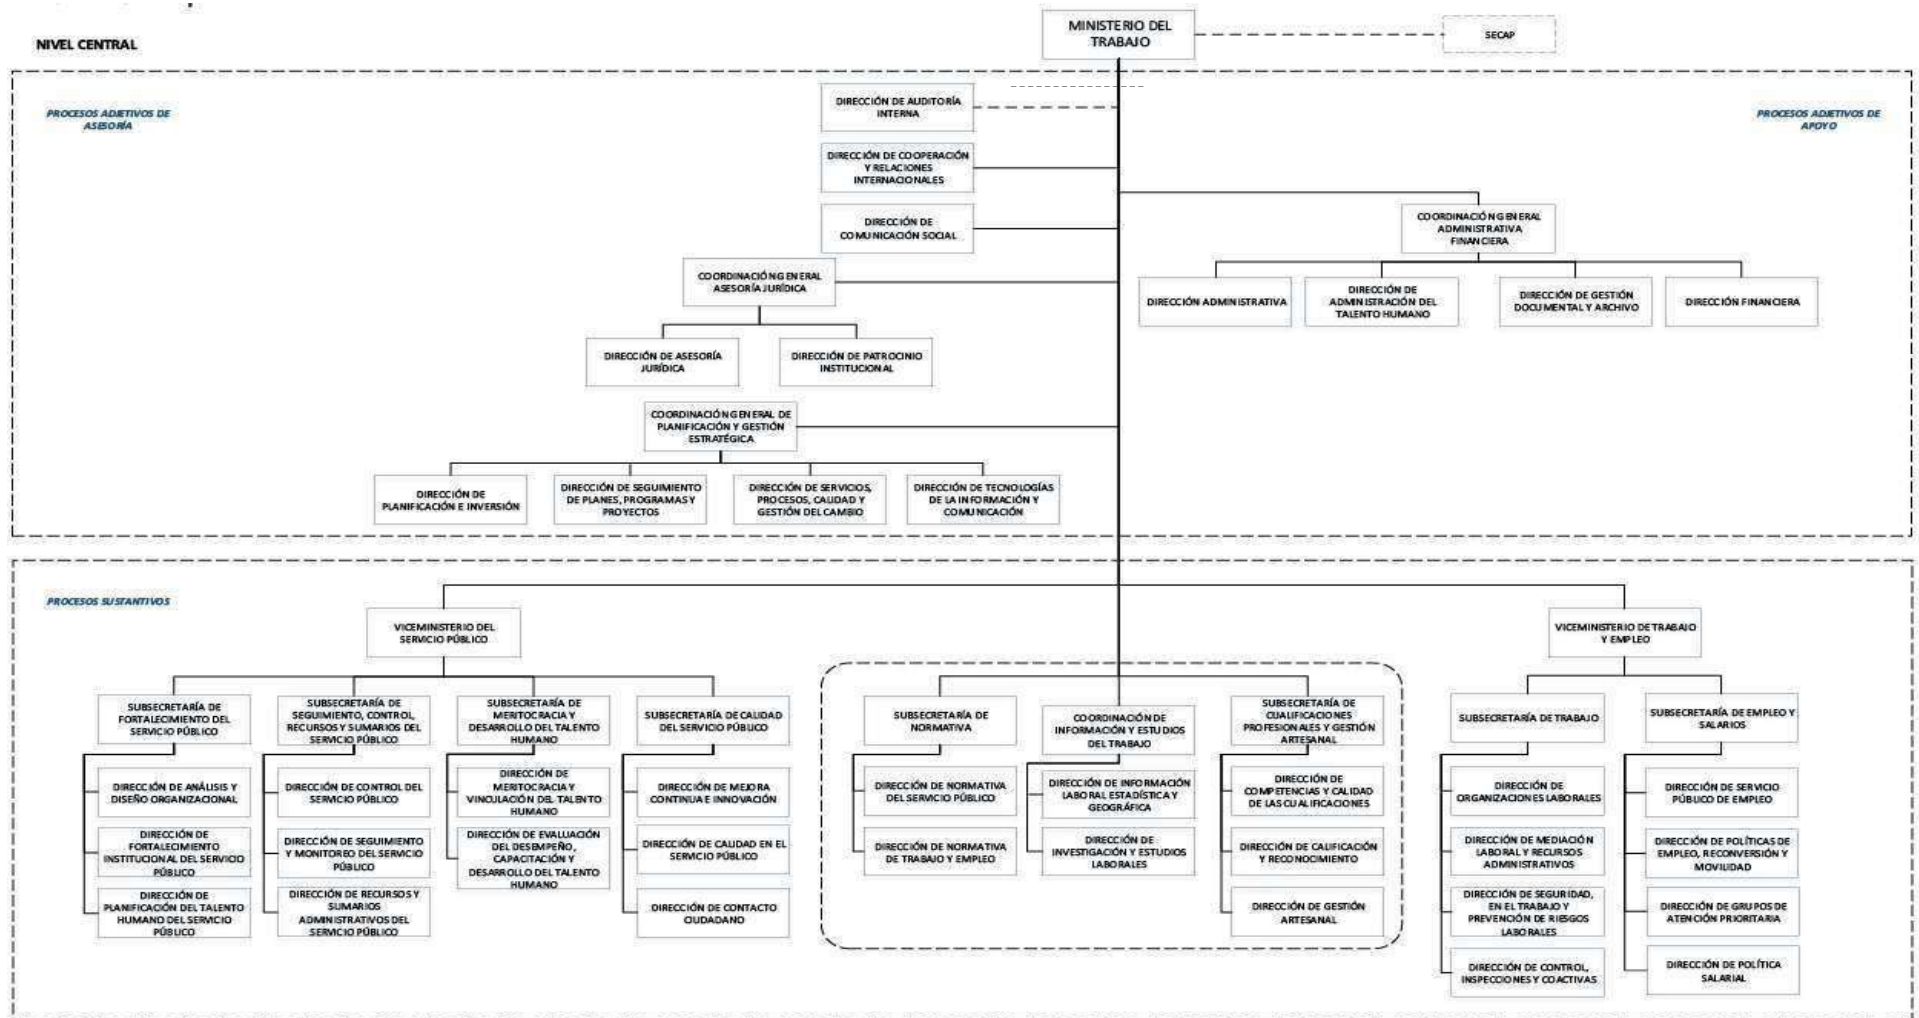 NIVEL CENTRAL
MINISTERIO DEL
TRABAJO
SECAP
PROCESOS ADJETIVOS DE
ASESORÍA
PROCESOS ADJETIVOS DE
APOYO
DIRECCIÓN DE AUDITORÍA
INTERNA
DIRECCIÓN DE COOPERACIÓN
Y RELACIONES
INTERNACIONALES
DIRECCIÓN DE
COMUNICACIÓN SOCIAL
COORDINACIÓN GENERAL
ADMINISTRATIVA
FINANCIERA
COORDINACIÓN GENERAL
ASESORÍA JURÍDICA
DIRECCIÓN ADMINISTRATIVA
DIRECCIÓN DE
ADMINISTRACIÓN DEL
TALENTO HUMANO
DIRECCIÓN DE GESTIÓN
DOCUMENTAL Y ARCHIVO
DIRECCIÓN FINANCIERA
DIRECCIÓN DE ASESORÍA
JURÍDICA
DIRECCIÓN DE PATROCINIO
INSTITUCIONAL
COORDINACIÓN GENERAL DE
PLANIFICACIÓN Y GESTIÓN
ESTRATÉGICA
DIRECCIÓN DE
PLANIFICACIÓN E INVERSIÓN
DIRECCIÓN DE SEGUIMIENTO
DE PLANES, PROGRAMAS Y
PROYECTOS
DIRECCIÓN DE SERVICIOS,
PROCESOS, CALIDAD Y
GESTIÓN DEL CAMBIO
DIRECCIÓN DE TECNOLOGÍAS
DE LA INFORMACIÓN Y
COMUNICACIÓN
PROCESOS SUSTANTIVOS
VICEMINISTERIO DEL
SERVICIO PÚBLICO
VICEMINISTERIO DE TRABAJO
Y EMPLEO
SUBSECRETARÍA DE
FORTALECIMIENTO DEL
SERVICIO PÚBLICO
DIRECCIÓN DE ANÁLISIS Y
DISEÑO ORGANIZACIONAL
DIRECCIÓN DE
FORTALECIMIENTO
INSTITUCIONAL DEL SERVICIO
PÚBLICO
DIRECCIÓN DE
PLANIFICACIÓN DEL TALENTO
HUMANO DEL SERVICIO
PÚBLICO
SUBSECRETARÍA DE
SEGUIMIENTO, CONTROL,
RECURSOS Y SUMARIOS DEL
SERVICIO PÚBLICO
DIRECCIÓN DE CONTROL DEL
SERVICIO PÚBLICO
DIRECCIÓN DE SEGUIMIENTO
Y MONITOREO DEL SERVICIO
PÚBLICO
DIRECCIÓN DE RECURSOS Y
SUMARIOS
ADMINISTRATIVOS DEL
SERVICIO PÚBLICO
SUBSECRETARÍA DE
MERITOCRACIA Y
DESARROLLO DEL TALENTO
HUMANO
DIRECCIÓN DE
MERITOCRACIA Y
VINCULACIÓN DEL TALENTO
HUMANO
DIRECCIÓN DE EVALUACIÓN
DEL DESEMPEÑO,
CAPACITACIÓN Y
DESARROLLO DEL TALENTO
HUMANO
SUBSECRETARÍA DE CALIDAD
DEL SERVICIO PÚBLICO
DIRECCIÓN DE MEJORA
CONTINUA E INNOVACIÓN
DIRECCIÓN DE CALIDAD EN EL
SERVICIO PÚBLICO
DIRECCIÓN DE CONTACTO
CIUDADANO
SUBSECRETARÍA DE
NORMATIVA
DIRECCIÓN DE NORMATIVA
DEL SERVICIO PÚBLICO
DIRECCIÓN DE NORMATIVA
DE TRABAJO Y EMPLEO
COORDINACIÓN DE
INFORMACIÓN Y ESTUDIOS
DEL TRABAJO
DIRECCIÓN DE INFORMACIÓN
LABORAL ESTADÍSTICA Y
GEOGRÁFICA
DIRECCIÓN DE
INVESTIGACIÓN Y ESTUDIOS
LABORALES
SUBSECRETARÍA DE
CUALIFICACIONES
PROFESIONALES Y GESTIÓN
ARTESANAL
DIRECCIÓN DE
COMPETENCIAS Y CALIDAD
DE LAS CUALIFICACIONES
DIRECCIÓN DE CALIFICACIÓN
Y RECONOCIMIENTO
DIRECCIÓN DE GESTIÓN
ARTESANAL
SUBSECRETARÍA DE TRABAJO
DIRECCIÓN DE
ORGANIZACIONES LABORALES
DIRECCIÓN DE MEDIACIÓN
LABORAL Y RECURSOS
ADMINISTRATIVOS
DIRECCIÓN DE SEGURIDAD,
EN EL TRABAJO Y
PREVENCIÓN DE RIESGOS
LABORALES
DIRECCIÓN DE CONTROL,
INSPECCIONES Y COACTIVAS
SUBSECRETARÍA DE EMPLEO Y
SALARIOS
DIRECCIÓN DE SERVICIO
PÚBLICO DE EMPLEO
DIRECCIÓN DE POLÍTICAS DE
EMPLEO, RECONVERSIÓN Y
MOVILIDAD
DIRECCIÓN DE GRUPOS DE
ATENCIÓN PRIORITARIA
DIRECCIÓN DE POLÍTICA
SALARIAL